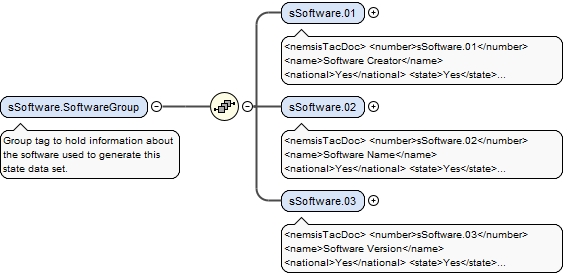 sSoftware.01
<nemsisTacDoc> <number>sSoftware.01</number>
<name>Software Creator</name>
<national>Yes</national> <state>Yes</state>...
sSoftware.SoftwareGroup
Group tag to hold information about
the software used to generate this
state data set.
sSoftware.02
<nemsisTacDoc> <number>sSoftware.02</number>
<name>Software Name</name>
<national>Yes</national> <state>Yes</state>...
sSoftware.03
<nemsisTacDoc> <number>sSoftware.03</number>
<name>Software Version</name>
<national>Yes</national> <state>Yes</state>...